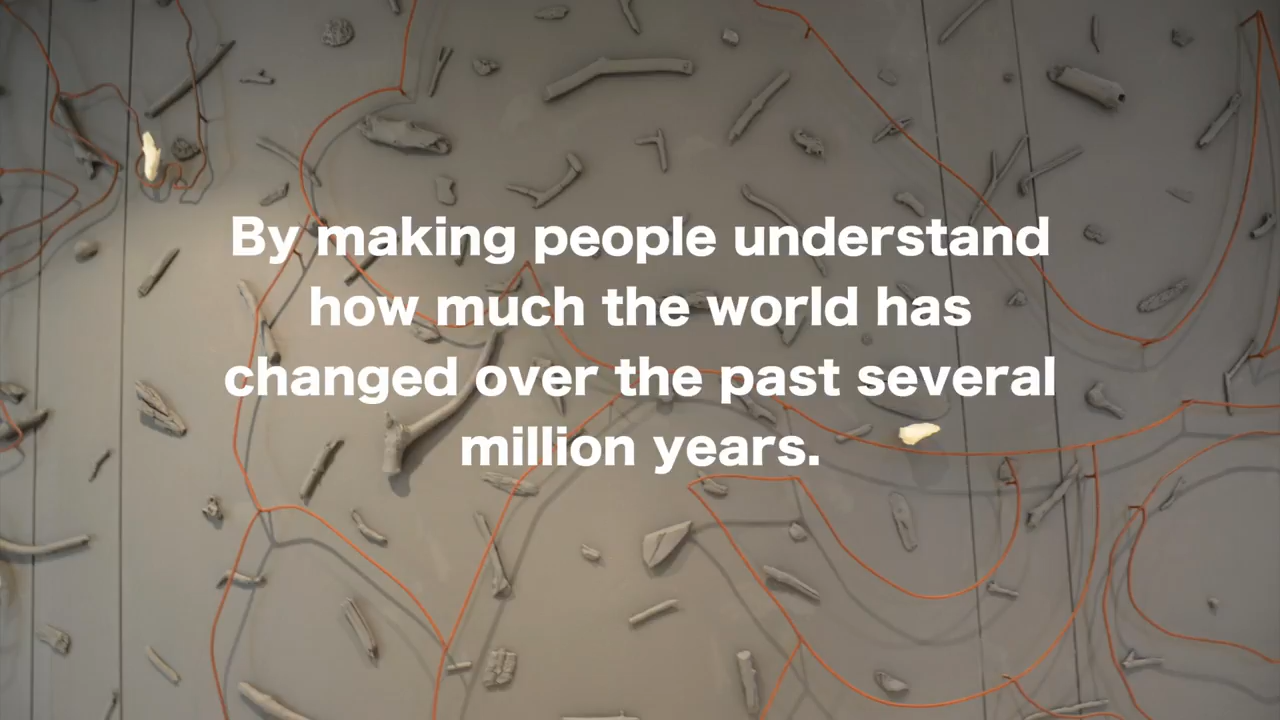 By making people understand
how much the world has
changed over the past several
million years.